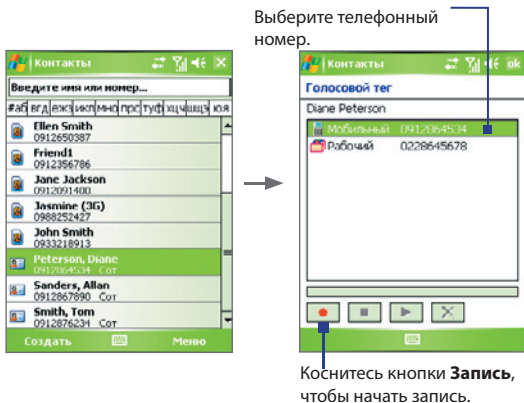 Выберите телефонный
номер.
Контакты
Введите имя или номер...
#аб вгд ежз икл мно прс туф хцч шщэ юя
Ellen Smith
0912650387
Friend1
0912356786
Jane Jackson
0912091400
Jasmine (3G)
0988252427
John Smith
0933218913
Peterson, Diane
0912864534 Сот
Sanders, Allan
0912867890 Сот
Smith, Tom
0912876234 Сот
Создать Меню
Контакты ok
Голосовой тег
Diane Peterson
Мобильный 0912864534
Рабочий 0228645678
Коснитесь кнопки Запись,
чтобы начать запись.